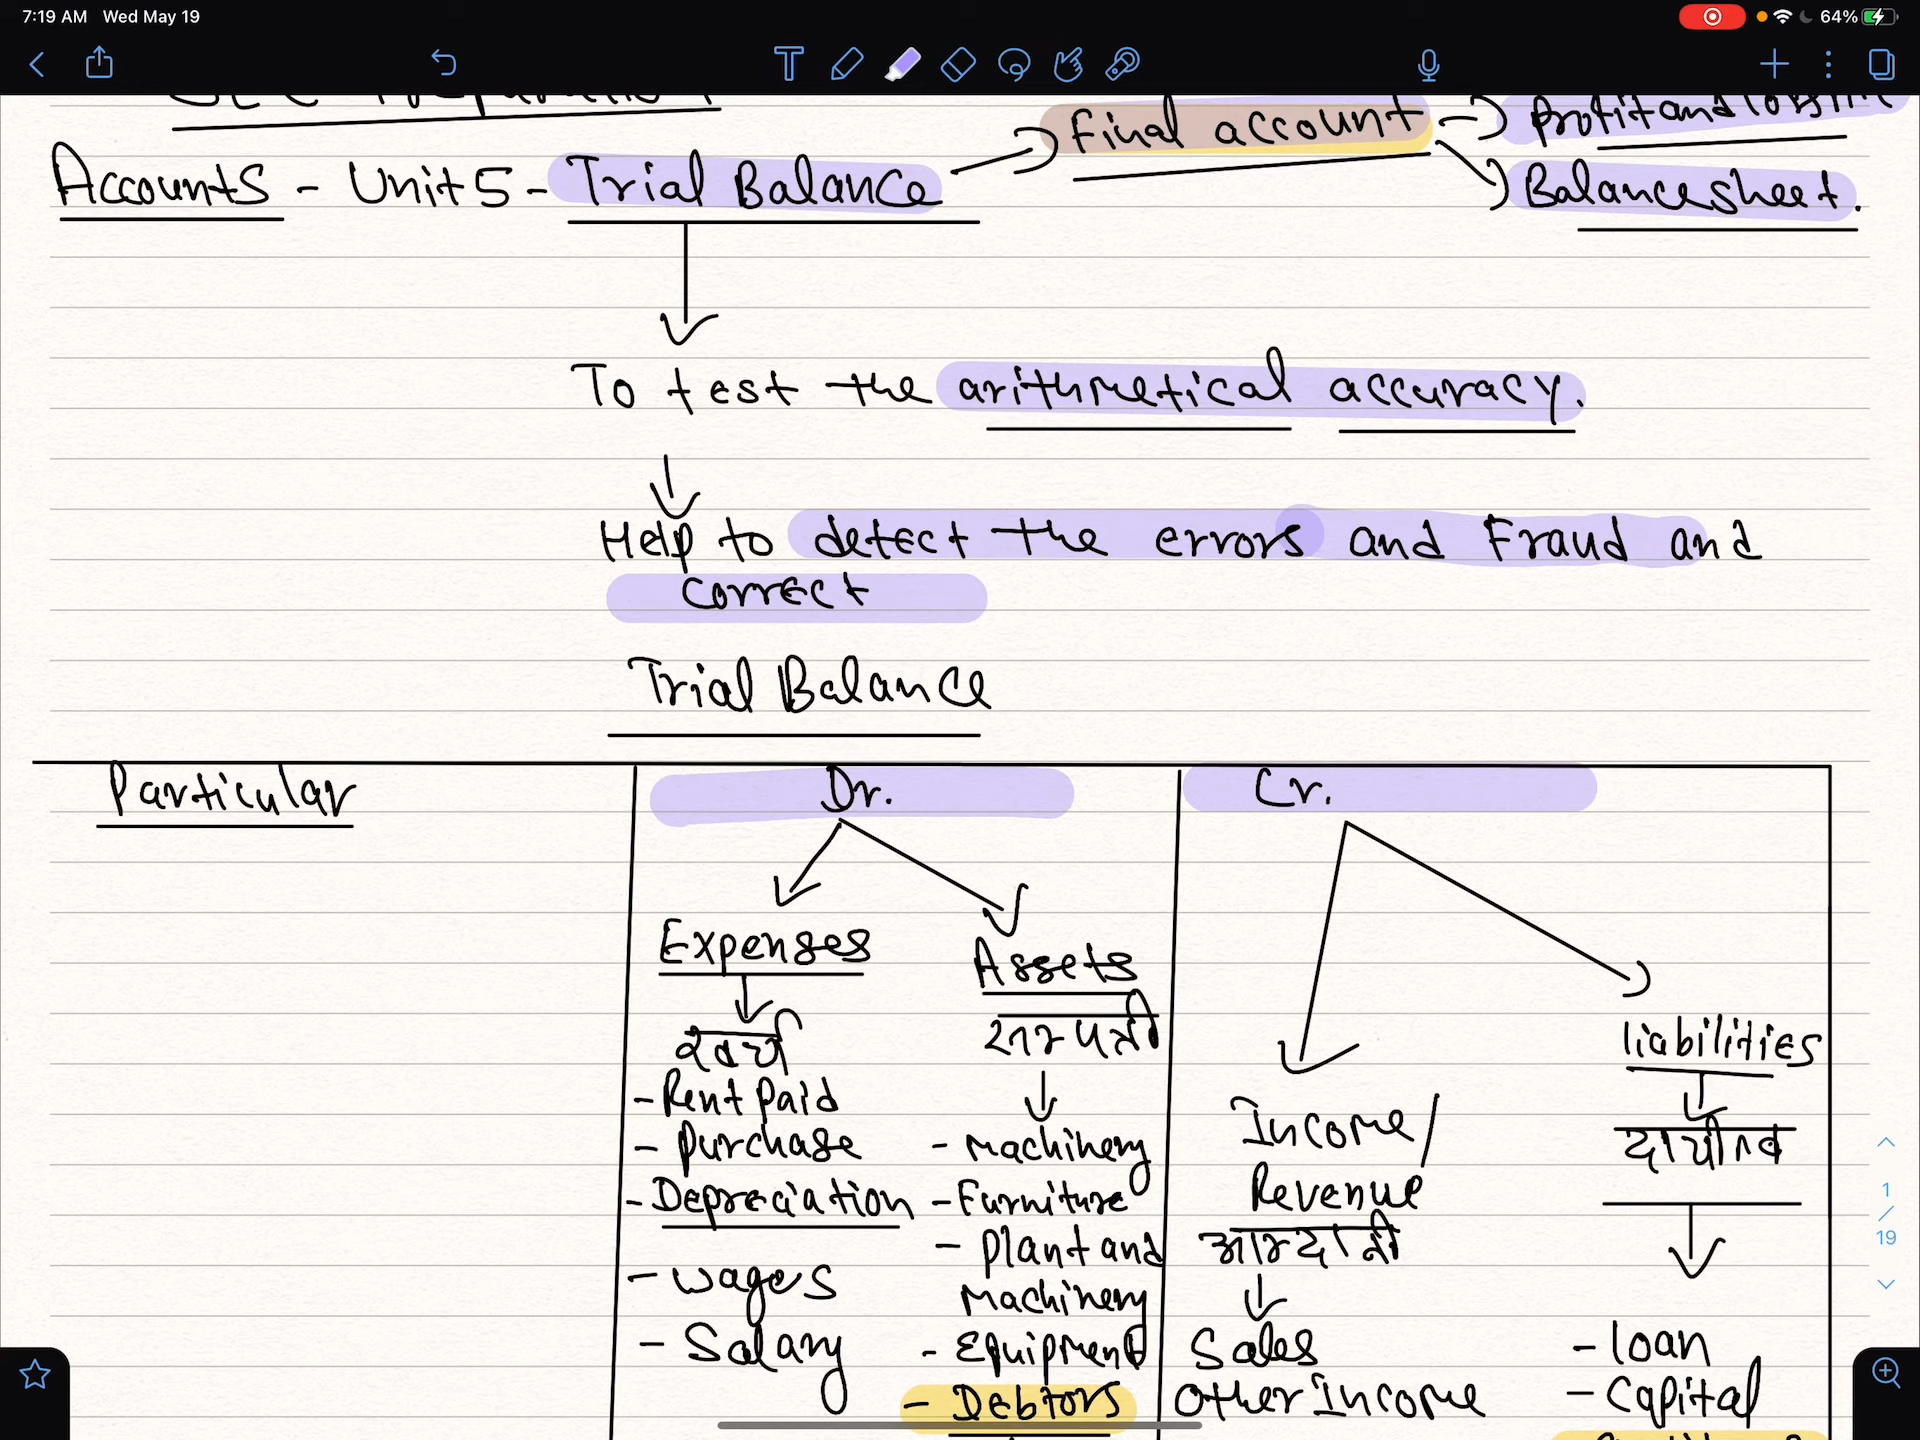 7:19 AM Wed May 19
64%
Final account
Profit and loss
Accounts - Unit 5 - Trial Balance
Balance sheet.
To test the arithmetical accuracy.
Help to detect the errors and Fraud and
correct
Trial Balance
Particular
Dr.
Cr.
Expenses
Assets
खर्च
liabilities
- Rent Paid
- Purchase
- Depreciation
- wages
- Salary
- Machinery
- Furniture
- Plant and
Machinery
- Equipment
- Debtors
Income/
Revenue
Sales
Other Income
- loan
- Capital
1
/
19